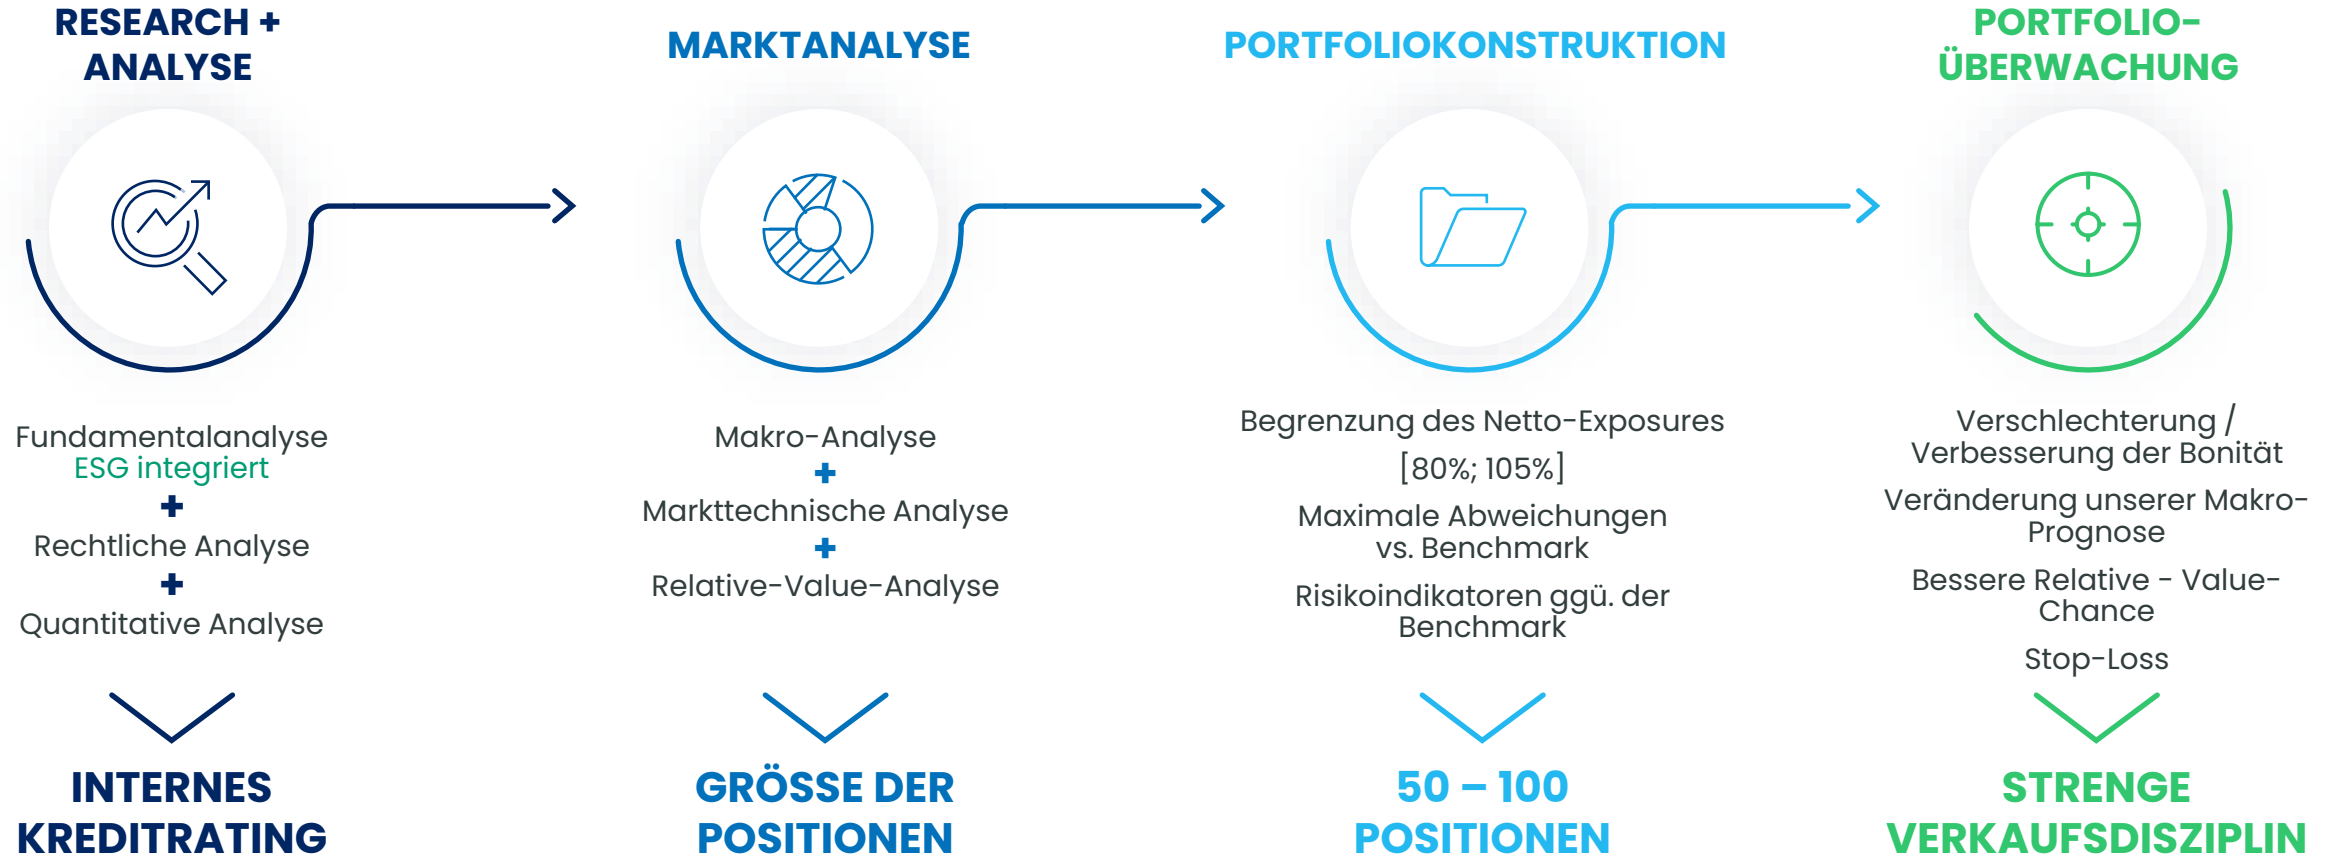 RESEARCH +
ANALYSE
Fundamentalanalyse
ESG integriert
+
Rechtliche Analyse
+
Quantitative Analyse
INTERNES
KREDITRATING
MARKTANALYSE
Makro-Analyse
+
Markttechnische Analyse
+
Relative-Value-Analyse
GRÖSSE DER
POSITIONEN
PORTFOLIOKONSTRUKTION
Begrenzung des Netto-Exposures
[80%; 105%]
Maximale Abweichungen
vs. Benchmark
Risikoindikatoren ggü. der
Benchmark
50 – 100
POSITIONEN
PORTFOLIO-
ÜBERWACHUNG
Verschlechterung /
Verbesserung der Bonität
Veränderung unserer Makro-
Prognose
Bessere Relative - Value-
Chance
Stop-Loss
STRENGE
VERKAUFSDISZIPLIN